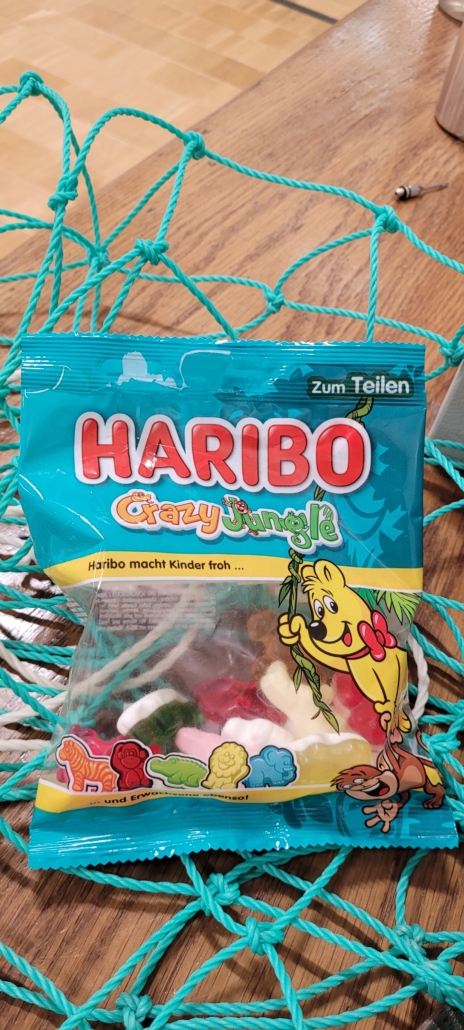 Zum Teilen
HARIBO
Crazy Jungle
Haribo macht Kinder froh ...
... und Erwachsene ebenso!